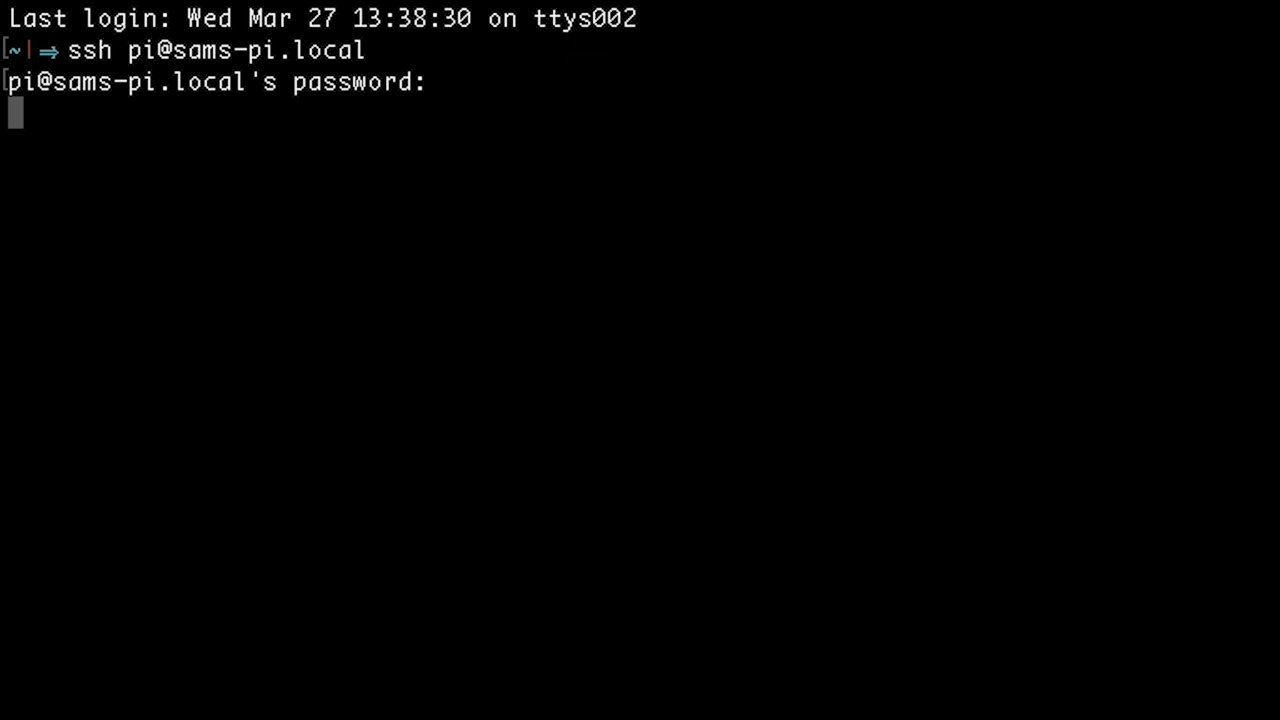 Last login: Wed Mar 27 13:38:30 on ttys002
[~|⇒ ssh pi@sams-pi.local
[pi@sams-pi.local's password: